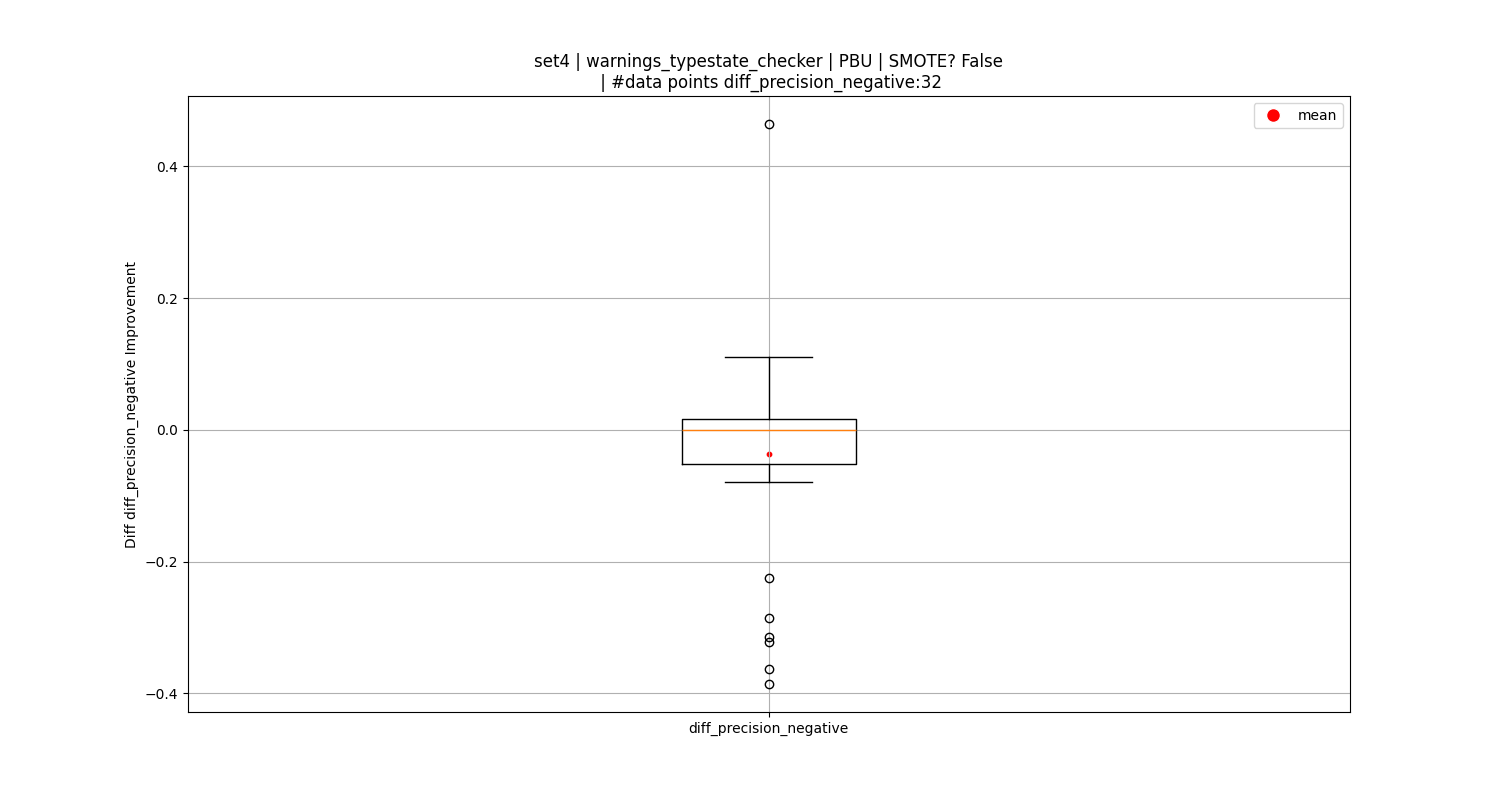 set4 | warnings_typestate_checker | PBU | SMOTE? False
| #data points diff_precision_negative:32
mean
0.4
0.2
0.0
−0.2
−0.4
Diff diff_precision_negative Improvement
diff_precision_negative